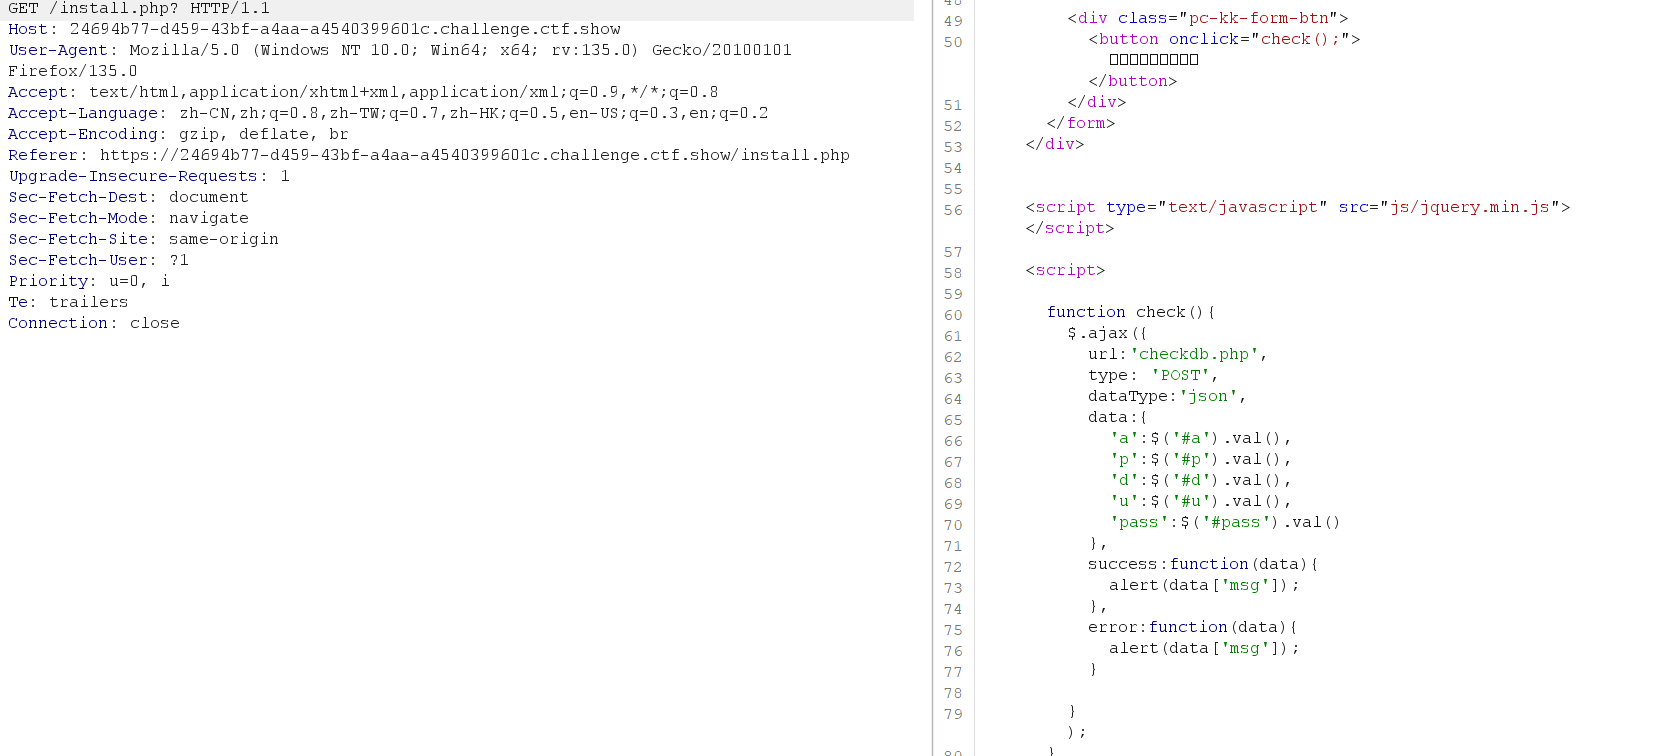 GET /install.php? HTTP/1.1
Host: 24694b77-d459-43bf-a4aa-a4540399601c.challenge.ctf.show
User-Agent: Mozilla/5.0 (Windows NT 10.0; Win64; x64; rv:135.0) Gecko/20100101
Firefox/135.0
Accept: text/html,application/xhtml+xml,application/xml;q=0.9,*/*;q=0.8
Accept-Language: zh-CN,zh;q=0.8,zh-TW;q=0.7,zh-HK;q=0.5,en-US;q=0.3,en;q=0.2
Accept-Encoding: gzip, deflate, br
Referer: https://24694b77-d459-43bf-a4aa-a4540399601c.challenge.ctf.show/install.php
Upgrade-Insecure-Requests: 1
Sec-Fetch-Dest: document
Sec-Fetch-Mode: navigate
Sec-Fetch-Site: same-origin
Sec-Fetch-User: ?1
Priority: u=0, i
Te: trailers
Connection: close
49 <div class="pc-kk-form-btn">
50 <button onclick="check();">
</button>
51 </div>
52 </form>
53 </div>
54
55
56 <script type="text/javascript" src="js/jquery.min.js">
</script>
57
58 <script>
59
60 function check(){
61 $.ajax({
62 url:'checkdb.php',
63 type: 'POST',
64 dataType:'json',
65 data:{
66 'a':$('#a').val(),
67 'p':$('#p').val(),
68 'd':$('#d').val(),
69 'u':$('#u').val(),
70 'pass':$('#pass').val()
71 },
72 success:function(data){
73 alert(data['msg']);
74 },
75 error:function(data){
76 alert(data['msg']);
77 }
78
79 }
);
80 }